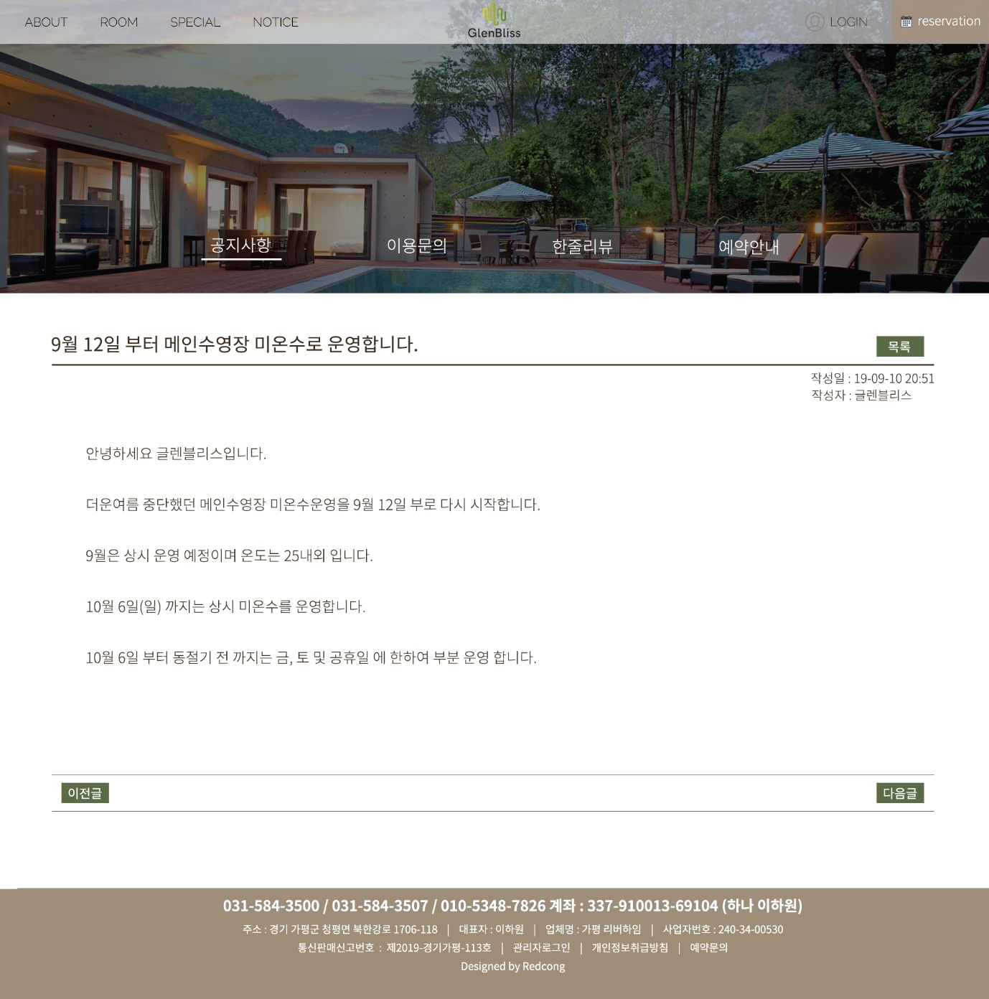 ABOUT ROOM SPECIAL NOTICE GlenBliss LOGIN reservation
공지사항 이용문의 한줄리뷰 예약안내
9월 12일 부터 메인수영장 미온수로 운영합니다. 목록
작성일 : 19-09-10 20:51
작성자 : 글렌블리스
안녕하세요 글렌블리스입니다.
더운여름 중단했던 메인수영장 미온수운영을 9월 12일 부로 다시 시작합니다.
9월은 상시 운영 예정이며 온도는 25내외 입니다.
10월 6일(일) 까지는 상시 미온수를 운영합니다.
10월 6일 부터 동절기 전 까지는 금, 토 및 공휴일 에 한하여 부분 운영 합니다.
이전글 다음글
031-584-3500 / 031-584-3507 / 010-5348-7826 계좌 : 337-910013-69104 (하나 이하원)
주소 : 경기 가평군 청평면 북한강로 1706-118 | 대표자 : 이하원 | 업체명 : 가평 리버하임 | 사업자번호 : 240-34-00530
통신판매신고번호 : 제2019-경기가평-113호 | 관리자로그인 | 개인정보취급방침 | 예약문의
Designed by Redcong